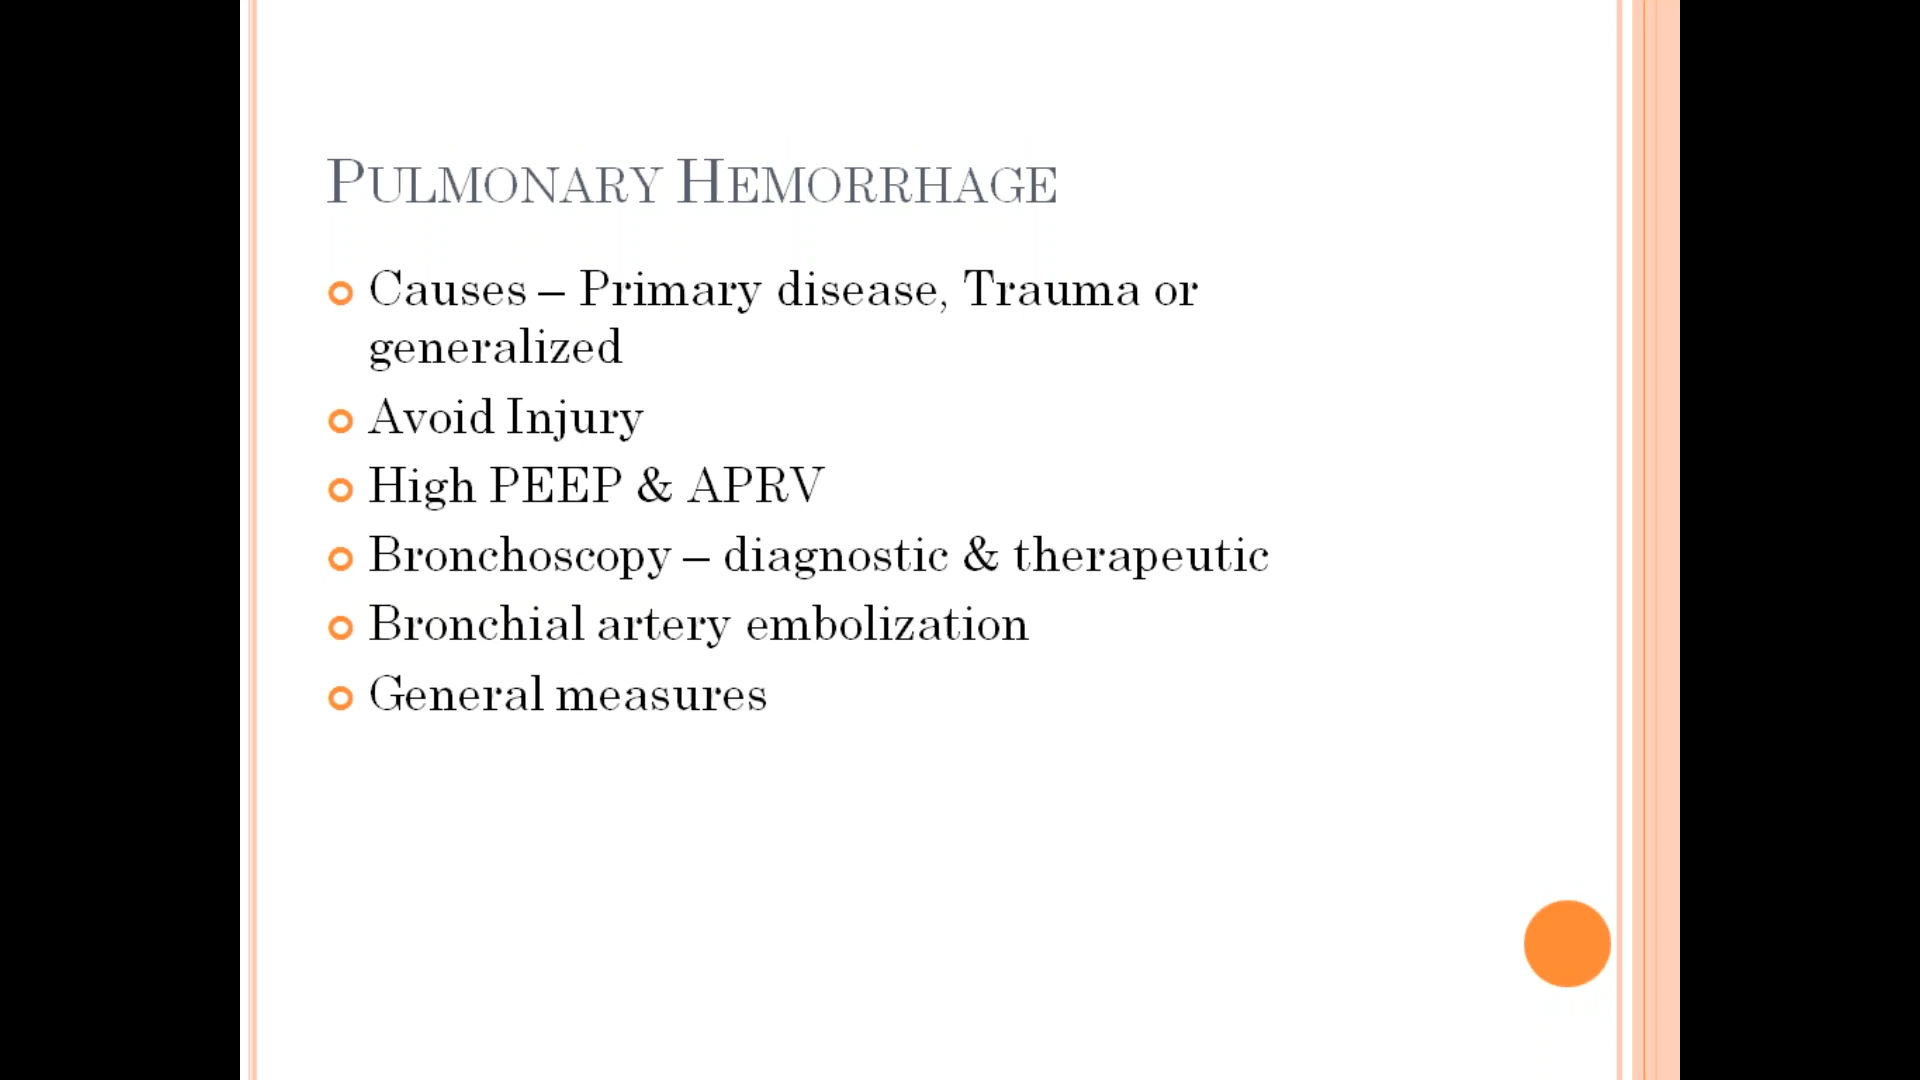 PULMONARY HEMORRHAGE
Causes – Primary disease, Trauma or
generalized
Avoid Injury
High PEEP & APRV
Bronchoscopy – diagnostic & therapeutic
Bronchial artery embolization
General measures